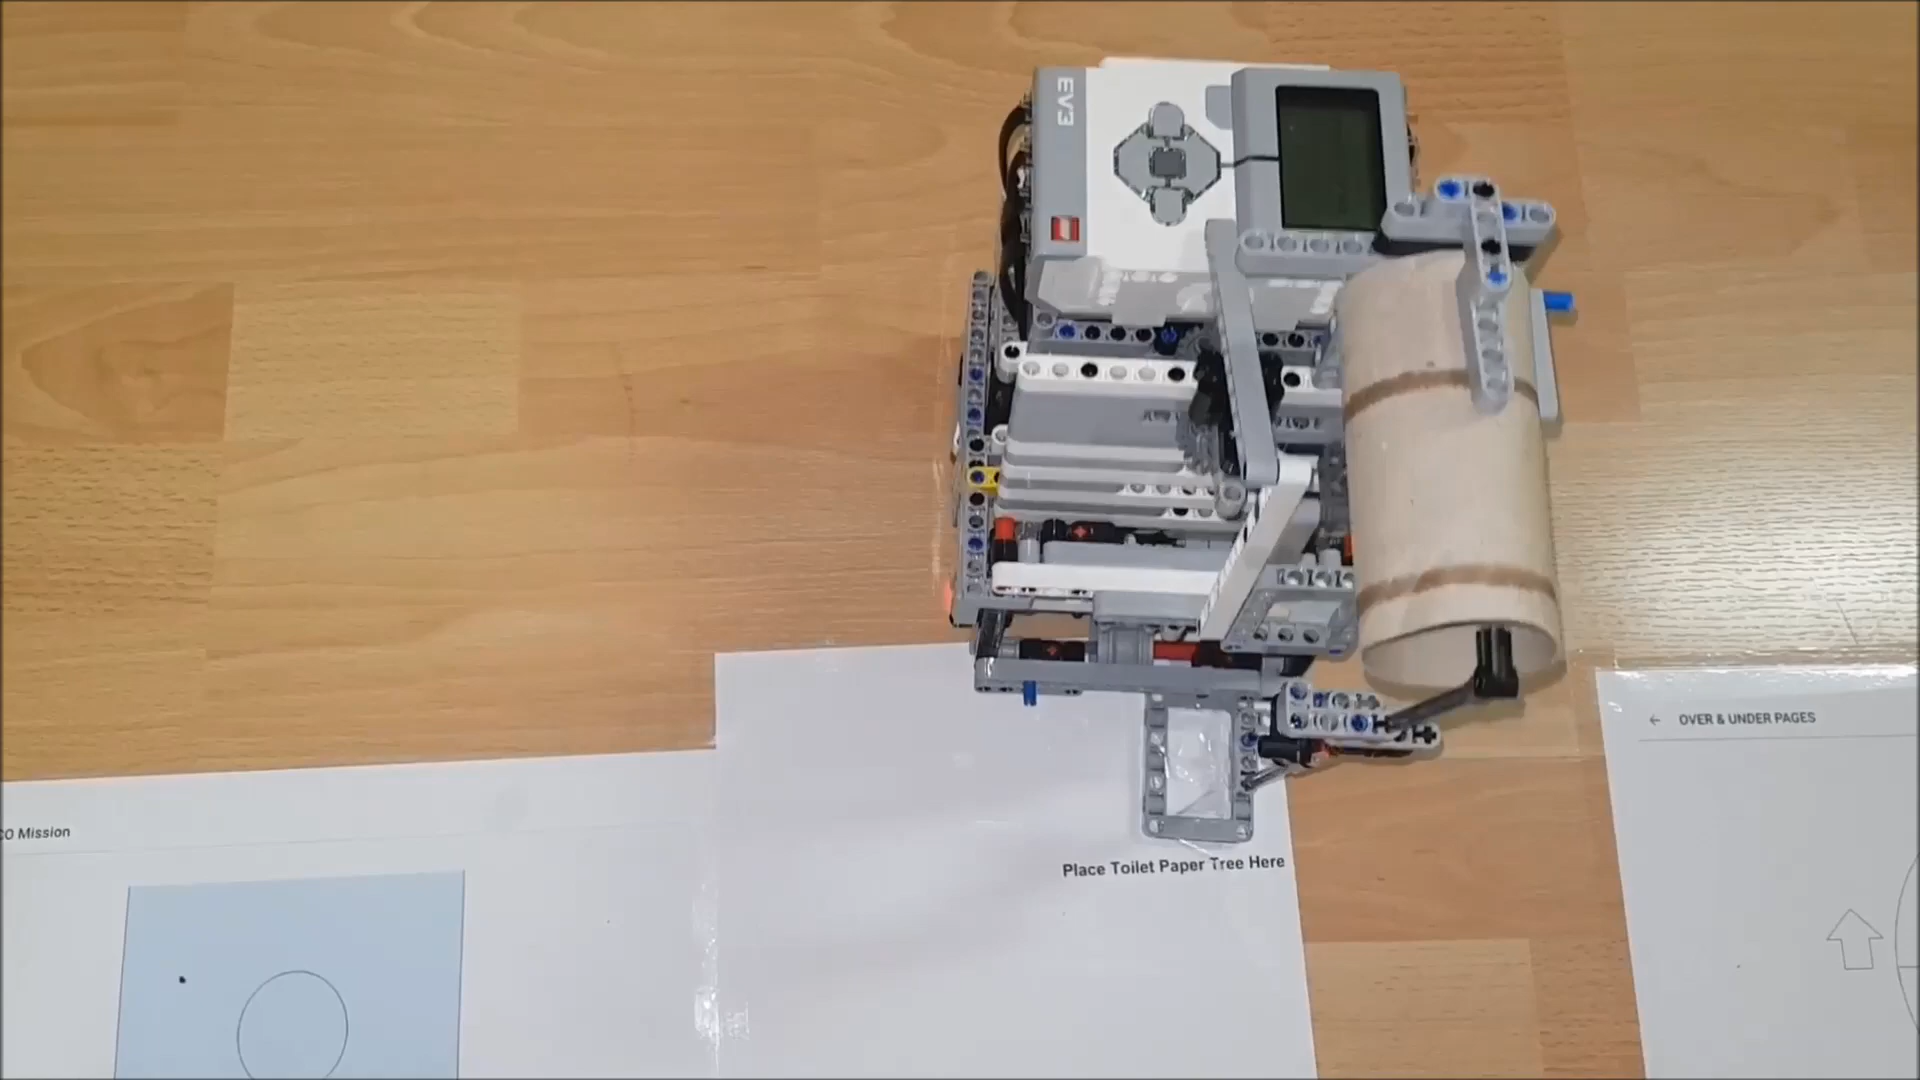 EV3
← OVER & UNDER PAGES
CO Mission
Place Toilet Paper Tree Here